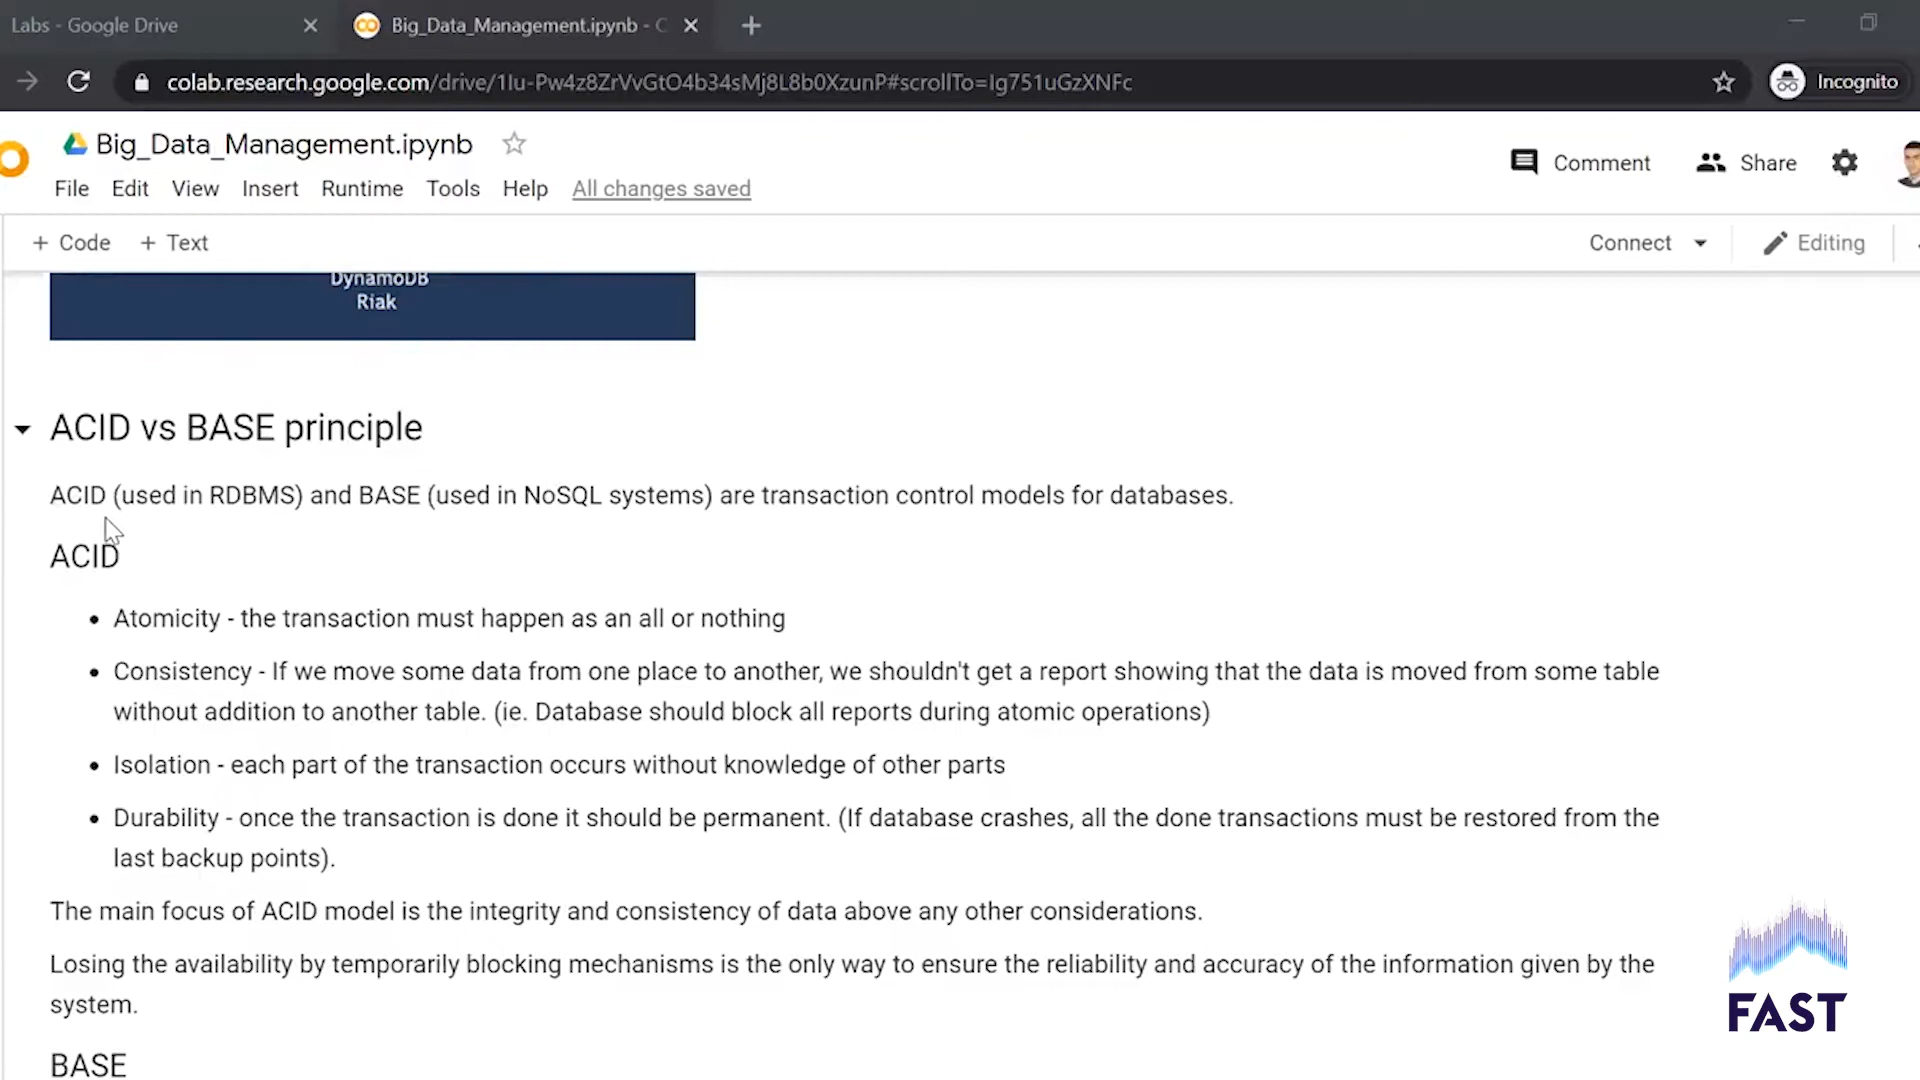 Labs - Google Drive
Big_Data_Management.ipynb - C
colab.research.google.com/drive/1Iu-Pw4z8ZrVvGtO4b34sMj8L8b0XzunP#scrollTo=Ig751uGzXNFc
Incognito
Big_Data_Management.ipynb
Comment
Share
File Edit View Insert Runtime Tools Help All changes saved
+ Code + Text
Connect
Editing
DynamoDB
Riak
ACID vs BASE principle
ACID (used in RDBMS) and BASE (used in NoSQL systems) are transaction control models for databases.
ACID
• Atomicity - the transaction must happen as an all or nothing
• Consistency - If we move some data from one place to another, we shouldn't get a report showing that the data is moved from some table
without addition to another table. (ie. Database should block all reports during atomic operations)
• Isolation - each part of the transaction occurs without knowledge of other parts
• Durability - once the transaction is done it should be permanent. (If database crashes, all the done transactions must be restored from the
last backup points).
The main focus of ACID model is the integrity and consistency of data above any other considerations.
Losing the availability by temporarily blocking mechanisms is the only way to ensure the reliability and accuracy of the information given by the
system.
FAST
BASE